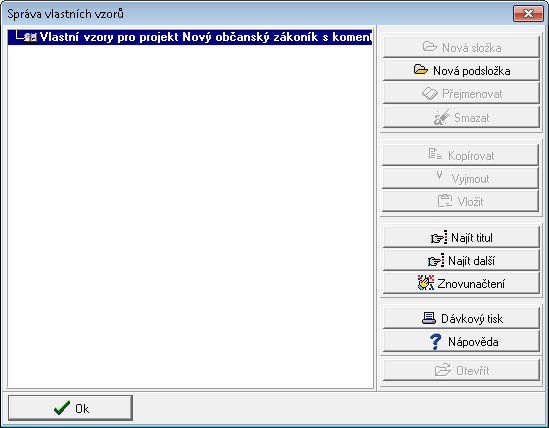 Správa vlastních vzorů
Vlastní vzory pro projekt Nový občanský zákoník s koment
Nová složka
Nová podsložka
Přejmenovat
Smazat
Kopírovat
Vyjmout
Vložit
Najít titul
Najít další
Znovunačtení
Dávkový tisk
Nápověda
Otevřít
Ok